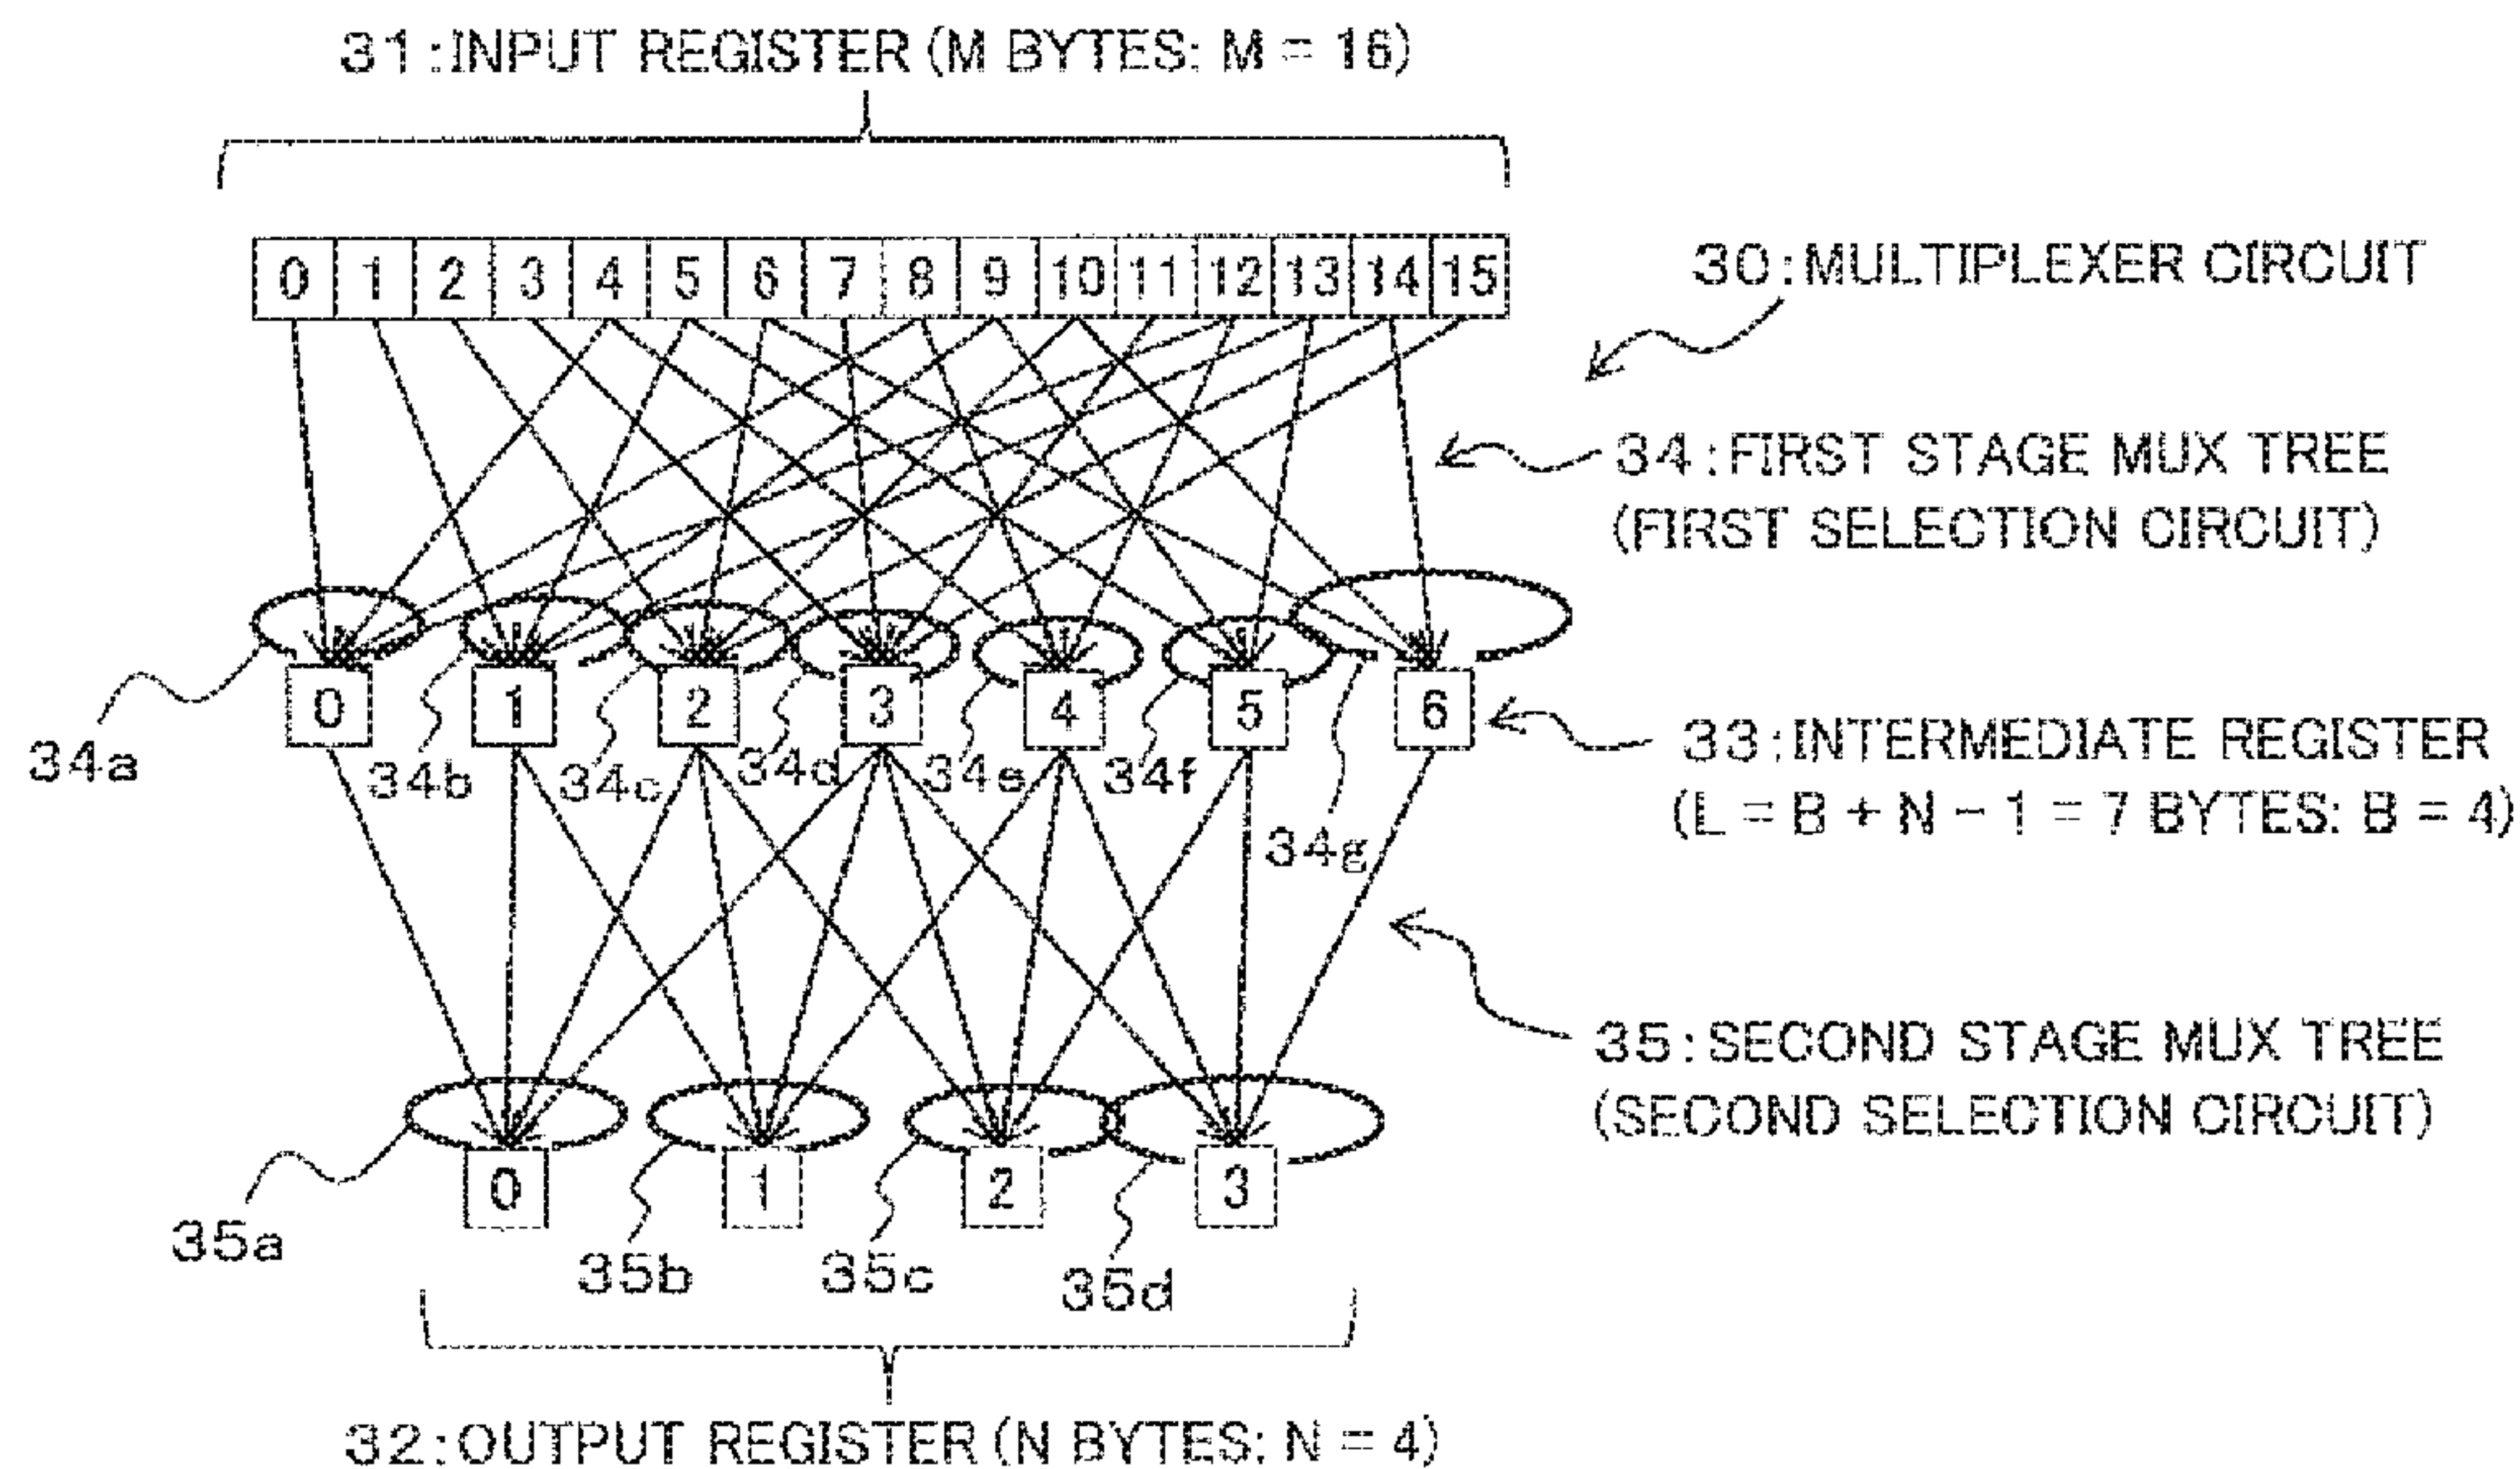 31:INPUT REGISTER (M BYTES: M = 16)
0 1 2 3 4 5 6 7 8 9 10 11 12 13 14 15
30:MULTIPLEXER CIRCUIT
34:FIRST STAGE MUX TREE
(FIRST SELECTION CIRCUIT)
0 1 2 3 4 5 6
33:INTERMEDIATE REGISTER
(L = B + N - 1 = 7 BYTES: B = 4)
34a 34b 34c 34d 34e 34f 34g
35:SECOND STAGE MUX TREE
(SECOND SELECTION CIRCUIT)
0 1 2 3
35a 35b 35c 35d
32:OUTPUT REGISTER (N BYTES: N = 4)